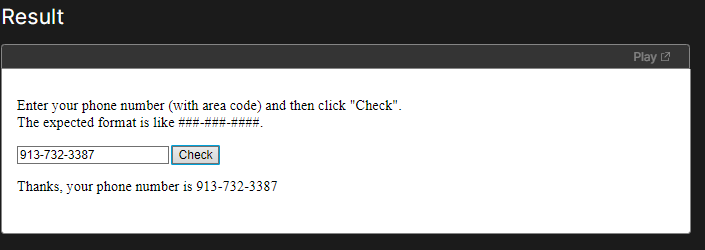 Result
Play
Enter your phone number (with area code) and then click "Check".
The expected format is like ###-###-####.
913-732-3387 Check
Thanks, your phone number is 913-732-3387